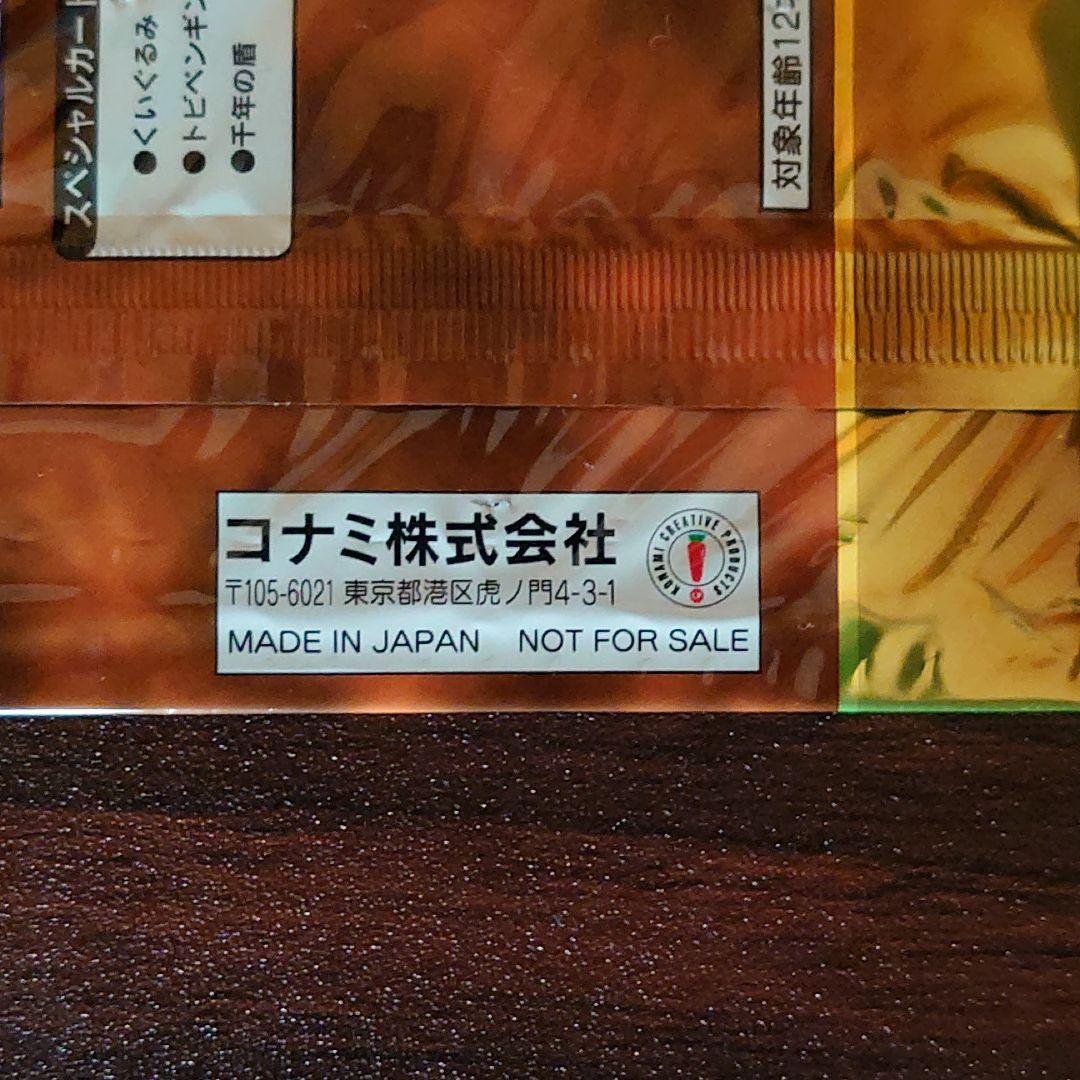 スペシャルカード
●くいぐるみ
●トビペンギン
●千年の盾
対象年齢12
コナミ株式会社
〒105-6021 東京都港区虎ノ門4-3-1
MADE IN JAPAN NOT FOR SALE
KONAMI CREATIVE PRODUCTS
CP